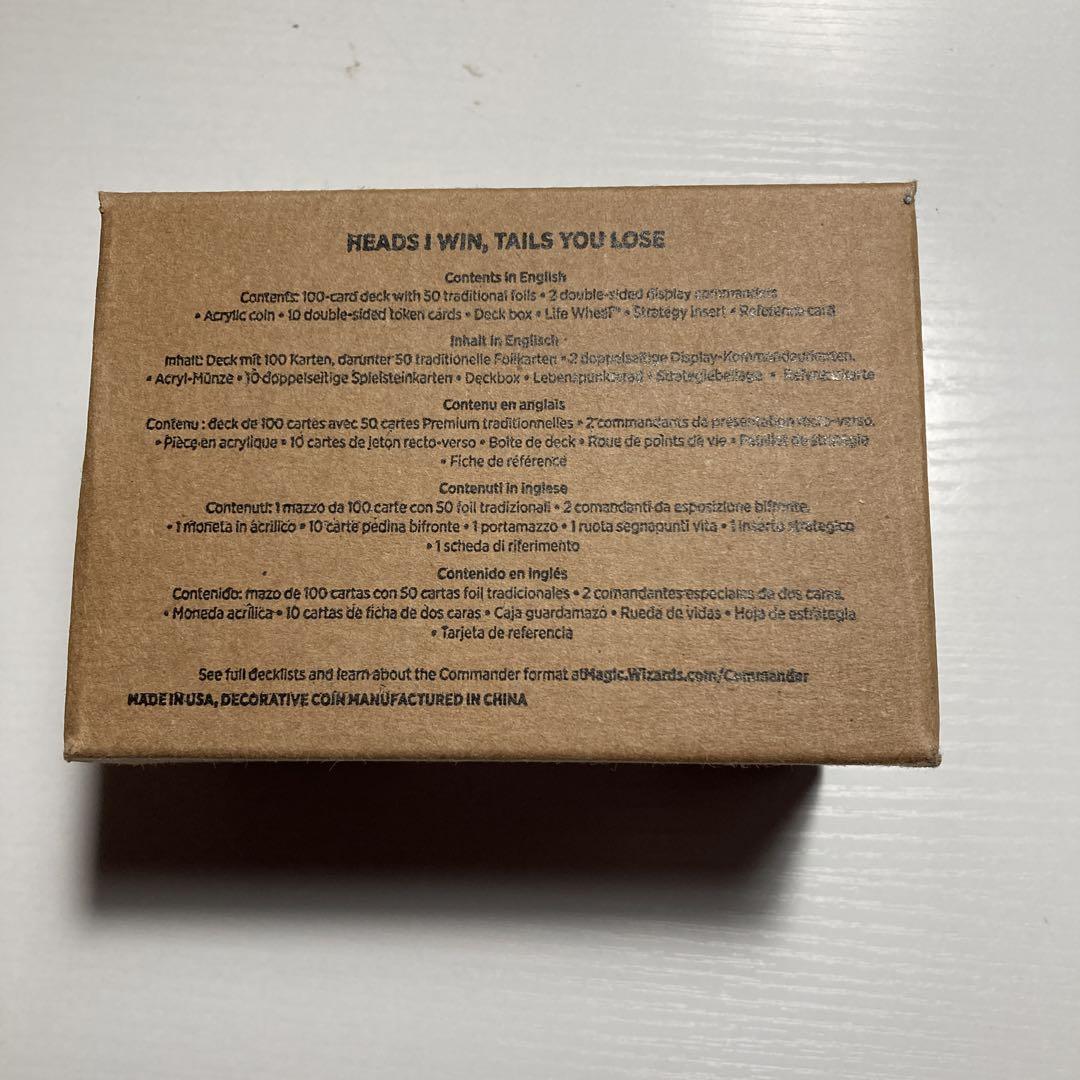 HEADS I WIN, TAILS YOU LOSE
Contents in English
Contents: 100-card deck with 50 traditional foils • 2 double-sided display commanders
• Acrylic coin • 10 double-sided token cards • Deck box • Life Wheel™ • Strategy insert • Reference card
Inhalt in Englisch
Inhalt: Deck mit 100 Karten, darunter 50 traditionelle Foilkarten • 2 doppelseitige Display-Kommandeurkarten.
• Acryl-Münze • 10 doppelseitige Spielsteinkarten • Deckbox • Lebenspunkterad • Strategiebeilage • Referenzkarte
Contenu en anglais
Contenu : deck de 100 cartes avec 50 cartes Premium traditionnelles • 2 commandants de présentation recto-verso.
• Pièce en acrylique • 10 cartes de jeton recto-verso • Boîte de deck • Roue de points de vie • Feuillet de stratégie
• Fiche de référence
Contenuti in inglese
Contenuti: 1 mazzo da 100 carte con 50 foil tradizionali • 2 comandanti da esposizione bifronte.
• 1 moneta in acrilico • 10 carte pedina bifronte • 1 portamazzo • 1 ruota segnapunti vita • 1 inserto strategico
• 1 scheda di riferimento
Contenido en inglés
Contenido: mazo de 100 cartas con 50 cartas foil tradicionales • 2 comandantes especiales de dos caras.
• Moneda acrílica • 10 cartas de ficha de dos caras • Caja guardamazo • Rueda de vidas • Hoja de estrategia
• Tarjeta de referencia
See full decklists and learn about the Commander format at Magic.Wizards.com/Commander
MADE IN USA, DECORATIVE COIN MANUFACTURED IN CHINA